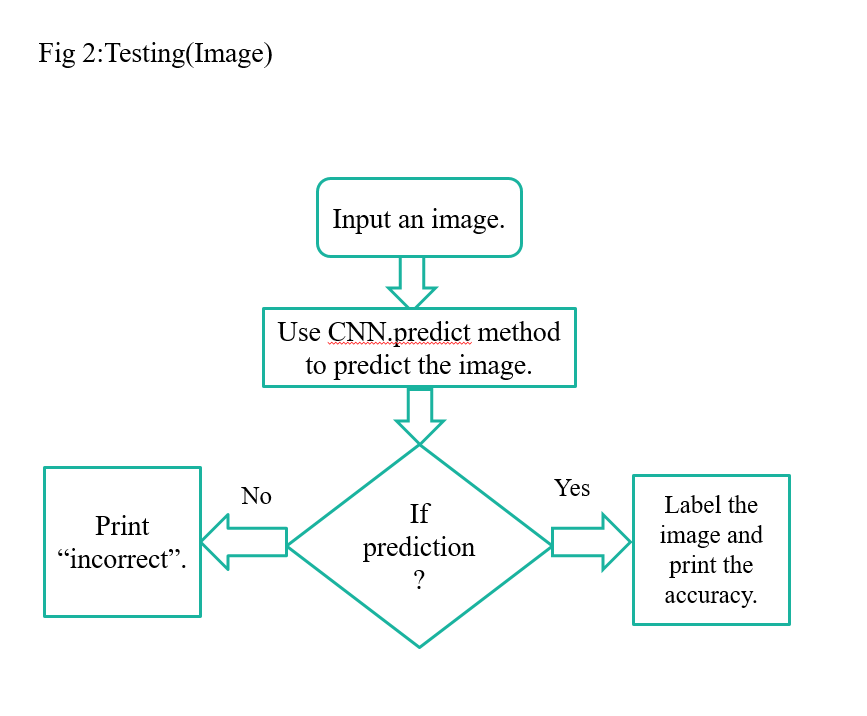 Fig 2:Testing(Image)
Input an image.
Use CNN.predict method
to predict the image.
If
prediction
?
No
Print
“incorrect”.
Yes
Label the
image and
print the
accuracy.